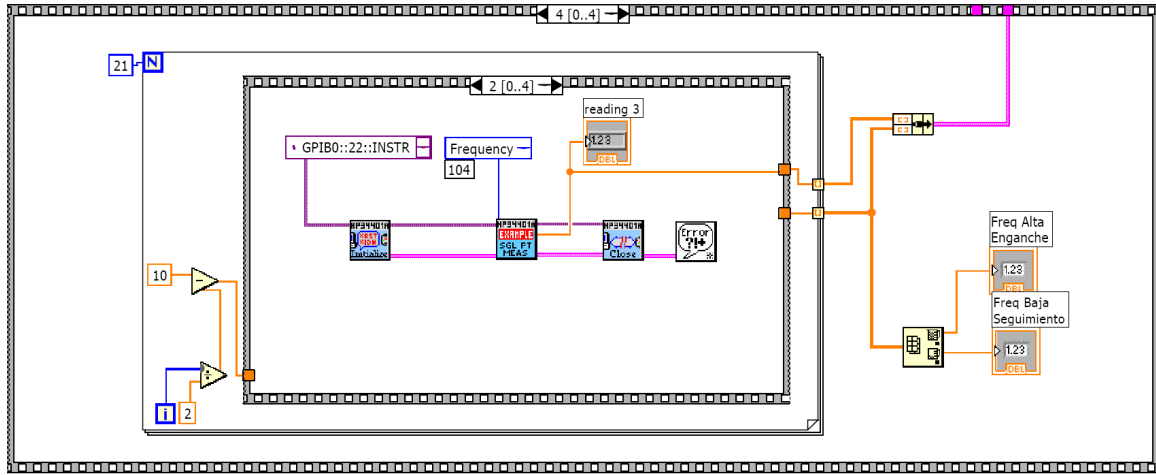 4 [0..4]
21
N
2 [0..4]
reading 3
GPIB0::22::INSTR
Frequency
1.23
DBL
104
HP34401A
Initialize
HP34401A
EXAMPLE
SGL PT
MEAS
HP34401A
Close
Error
?!+
10
i
2
Freq Alta
Enganche
1.23
DBL
Freq Baja
Seguimiento
1.23
DBL